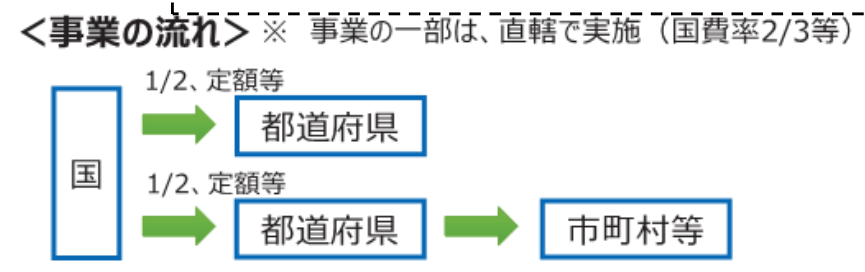 <事業の流れ> ※ 事業の一部は、直轄で実施（国費率2/3等）
1/2、定額等
国
都道府県
1/2、定額等
都道府県
市町村等